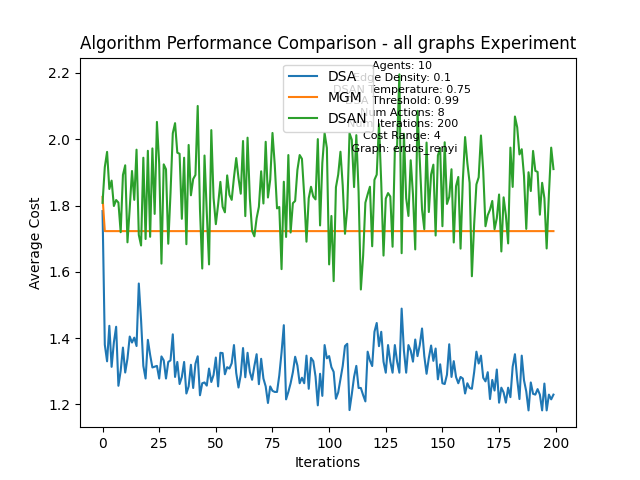 Algorithm Performance Comparison - all graphs Experiment
DSA
MGM
DSAN
Agents: 10
Edge Density: 0.1
DSAN Temperature: 0.75
Threshold: 0.99
Num Actions: 8
Iterations: 200
Cost Range: 4
Graph: erdos_renyi
Average Cost
2.2
2.0
1.8
1.6
1.4
1.2
0
25
50
75
100
125
150
175
200
Iterations